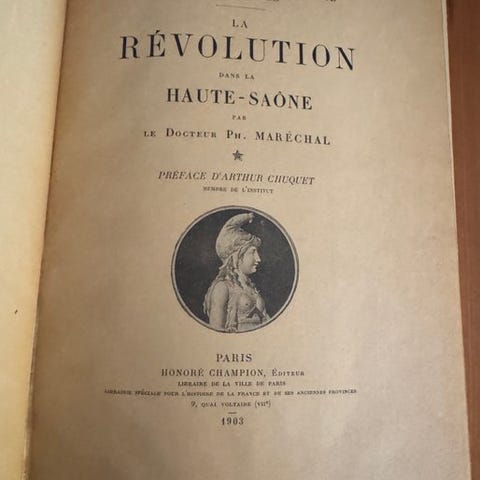 LA
RÉVOLUTION
DANS LA
HAUTE-SAÔNE
PAR
LE DOCTEUR PH. MARÉCHAL
PRÉFACE D'ARTHUR CHUQUET
MEMBRE DE L'INSTITUT
PARIS
HONORÉ CHAMPION, ÉDITEUR
LIBRAIRE DE LA VILLE DE PARIS
LIBRAIRIE SPÉCIALE POUR L'HISTOIRE DE LA FRANCE ET DE SES ANCIENNES PROVINCES
9, QUAI VOLTAIRE (VIIe)
1903